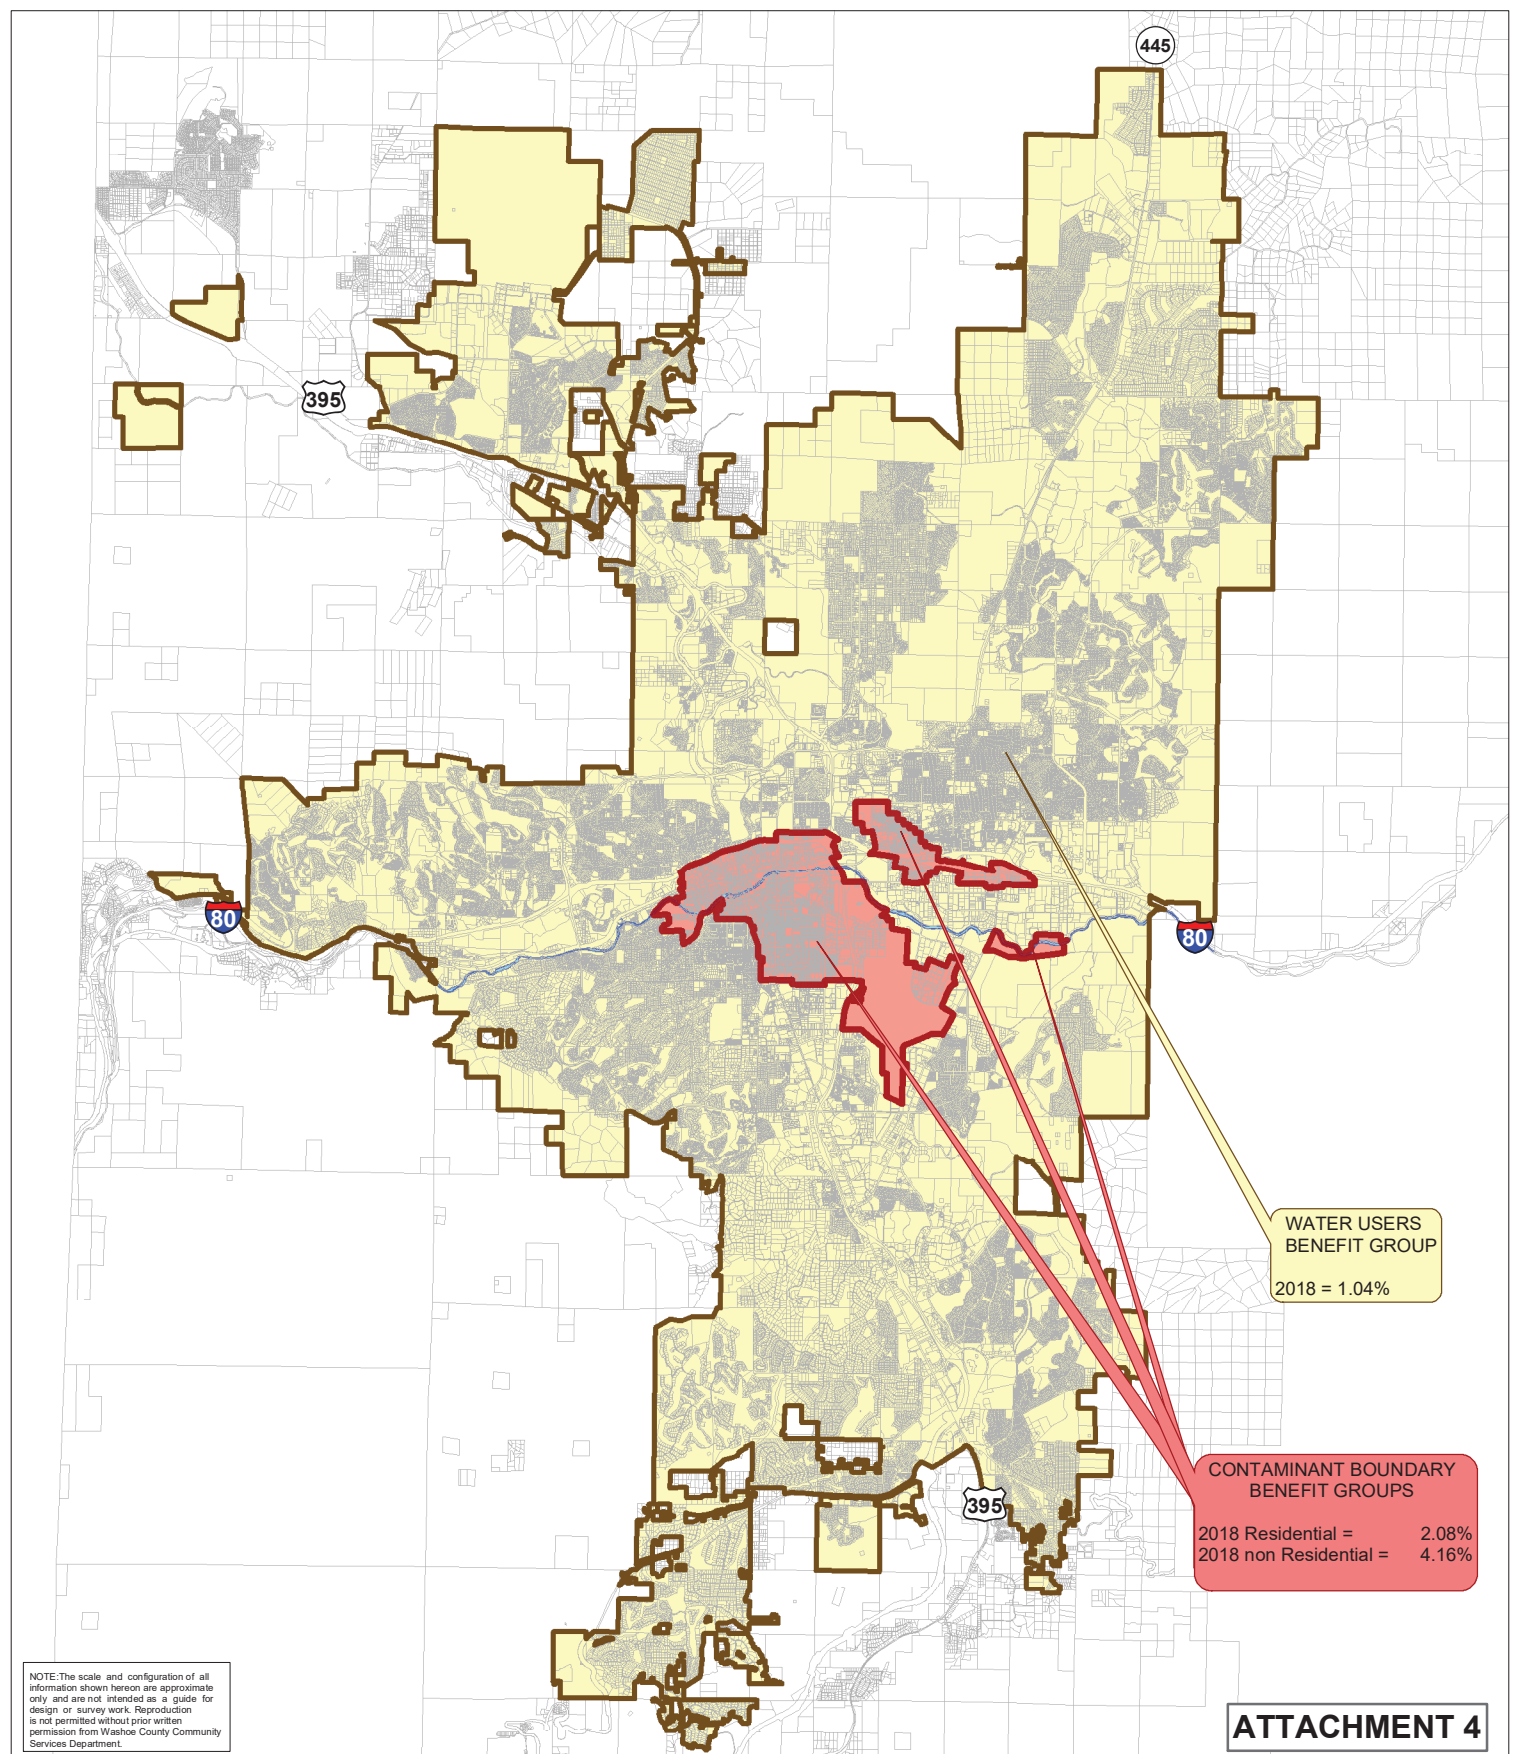 445
395
80
80
WATER USERS
BENEFIT GROUP
2018 = 1.04%
CONTAMINANT BOUNDARY
BENEFIT GROUPS
2018 Residential = 2.08%
2018 non Residential = 4.16%
395
NOTE:The scale and configuration of all
information shown hereon are approximate
only and are not intended as a guide for
design or survey work. Reproduction
is not permitted without prior written
permission from Washoe County Community
Services Department.
ATTACHMENT 4